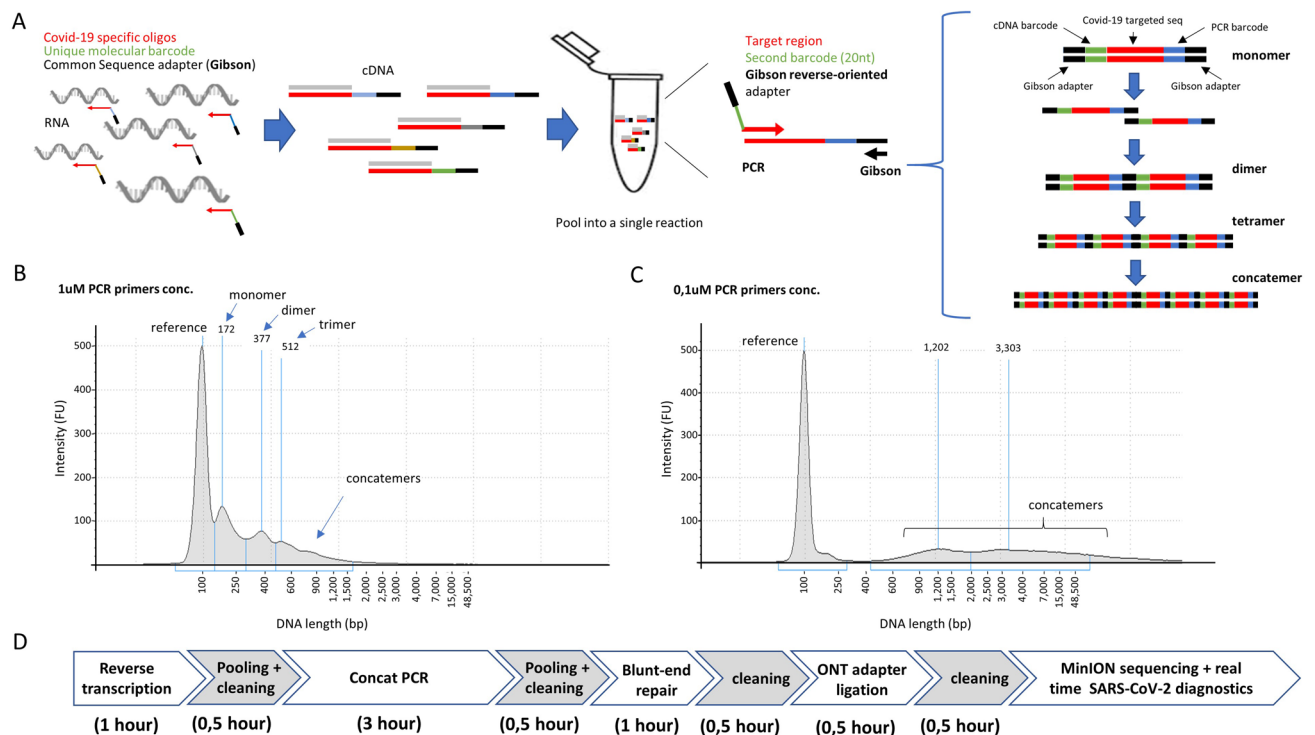 A
Covid-19 specific oligos
Unique molecular barcode
Common Sequence adapter (Gibson)
RNA
cDNA
Pool into a single reaction
Target region
Second barcode (20nt)
Gibson reverse-oriented
adapter
PCR
Gibson
cDNA barcode
Covid-19 targeted seq
PCR barcode
monomer
Gibson adapter
Gibson adapter
dimer
tetramer
concatemer
B
1uM PCR primers conc.
reference
monomer
172
dimer
377
trimer
512
concatemers
Intensity (FU)
500
400
300
200
100
100
250
400
600
900
1,200
1,500
2,000
2,500
3,000
4,000
7,000
15,000
48,500
DNA length (bp)
C
0,1uM PCR primers conc.
reference
1,202
3,303
concatemers
Intensity (FU)
500
400
300
200
100
100
250
400
600
900
1,200
1,500
2,000
2,500
3,000
4,000
7,000
15,000
48,500
DNA length (bp)
D
Reverse
transcription
(1 hour)
Pooling +
cleaning
(0,5 hour)
Concat PCR
(3 hour)
Pooling +
cleaning
(0,5 hour)
Blunt-end
repair
(1 hour)
cleaning
(0,5 hour)
ONT adapter
ligation
(0,5 hour)
cleaning
(0,5 hour)
MinION sequencing + real
time SARS-CoV-2 diagnostics